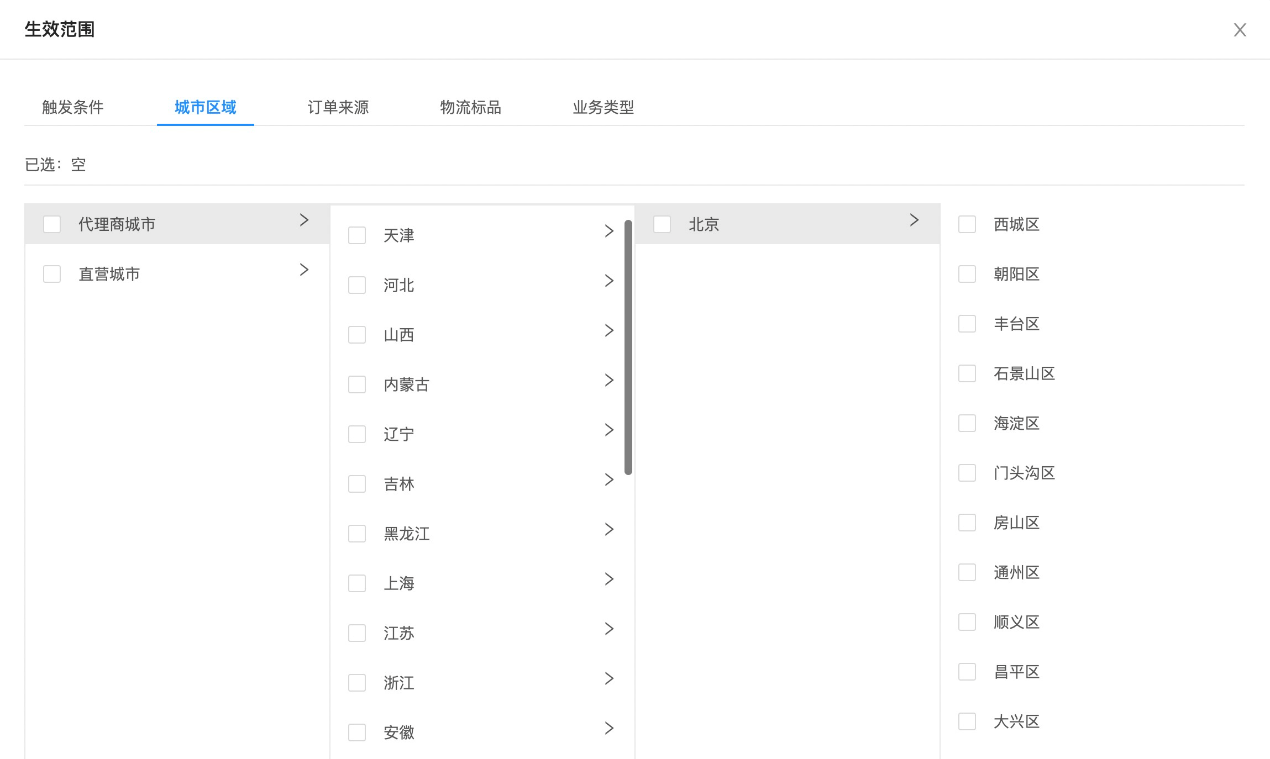 生效范围
触发条件
城市区域
订单来源
物流标品
业务类型
已选：空
代理商城市
直营城市
天津
河北
山西
内蒙古
辽宁
吉林
黑龙江
上海
江苏
浙江
安徽
北京
西城区
朝阳区
丰台区
石景山区
海淀区
门头沟区
房山区
通州区
顺义区
昌平区
大兴区